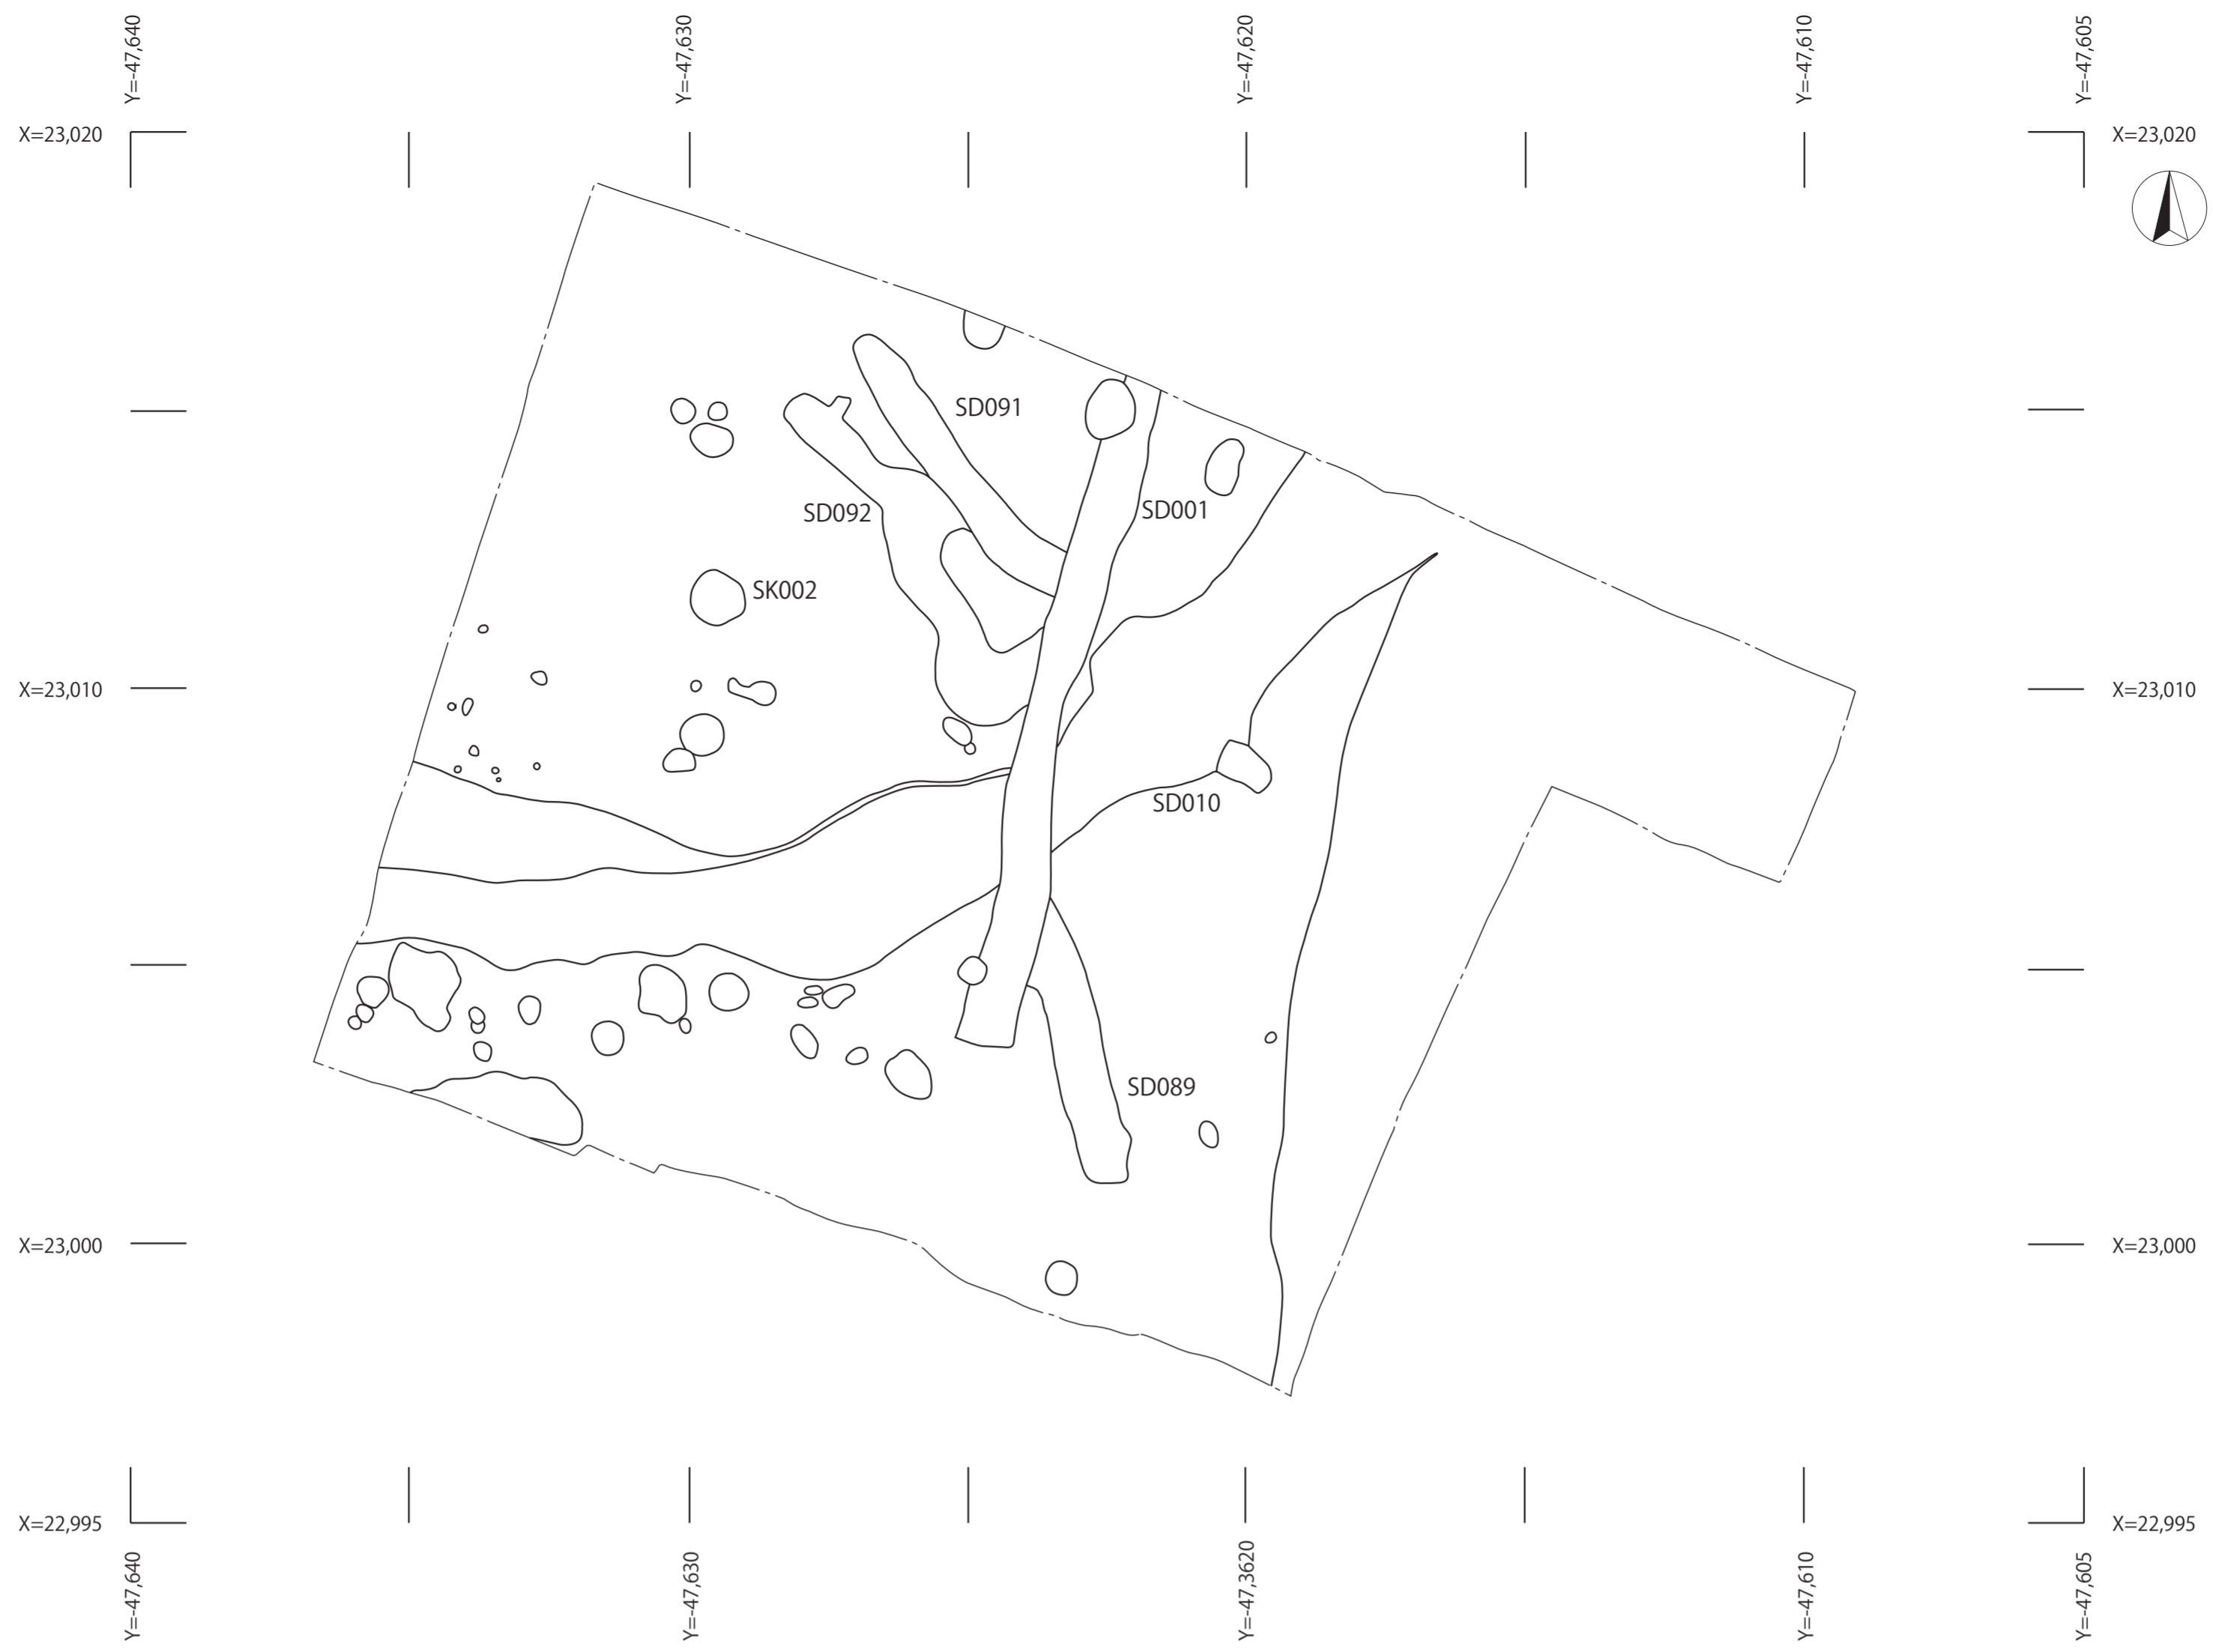 Y=-47,640
Y=-47,630
Y=-47,620
Y=-47,610
Y=-47,605
X=23,020
X=23,020
SD091
SD001
SD092
SK002
X=23,010
X=23,010
SD010
SD089
X=23,000
X=23,000
X=22,995
X=22,995
Y=-47,640
Y=-47,630
Y=-47,3620
Y=-47,610
Y=-47,605